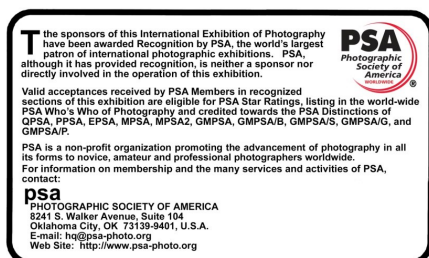 The sponsors of this International Exhibition of Photography
have been awarded Recognition by PSA, the world's largest
patron of international photographic exhibitions. PSA,
although it has provided recognition, is neither a sponsor nor
directly involved in the operation of this exhibition.
PSA
Photographic
Society of
America
WORLDWIDE
®
Valid acceptances received by PSA Members in recognized
sections of this exhibition are eligible for PSA Star Ratings, listing in the world-wide
PSA Who's Who of Photography and credited towards the PSA Distinctions of
QPSA, PPSA, EPSA, MPSA, MPSA2, GMPSA, GMPSA/B, GMPSA/S, GMPSA/G, and
GMPSA/P.
PSA is a non-profit organization promoting the advancement of photography in all
its forms to novice, amateur and professional photographers worldwide.
For information on membership and the many services and activities of PSA,
contact:
psa
PHOTOGRAPHIC SOCIETY OF AMERICA
8241 S. Walker Avenue, Suite 104
Oklahoma City, OK 73139-9401, U.S.A.
E-mail: hq@psa-photo.org
Web Site: http://www.psa-photo.org